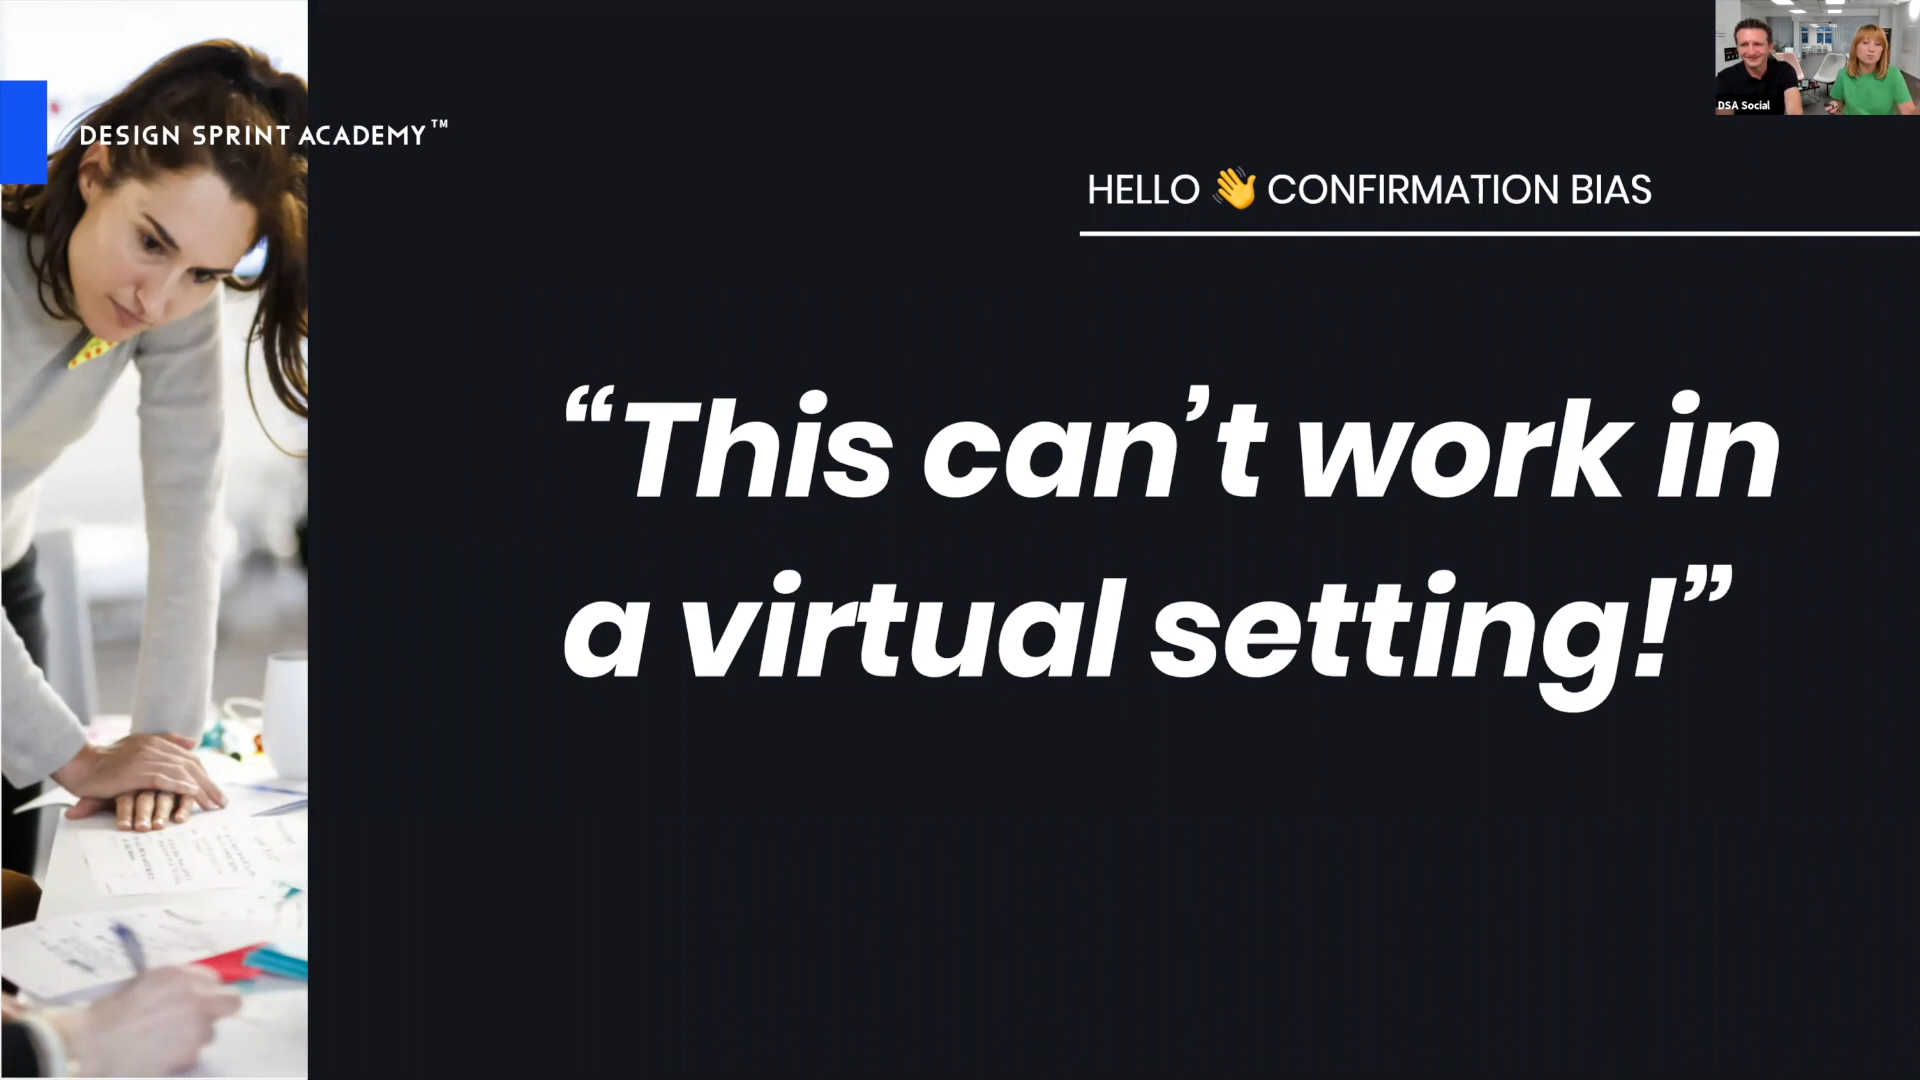 DSA Social
DESIGN SPRINT ACADEMY™
HELLO 👋 CONFIRMATION BIAS
“This can’t work in
a virtual setting!”